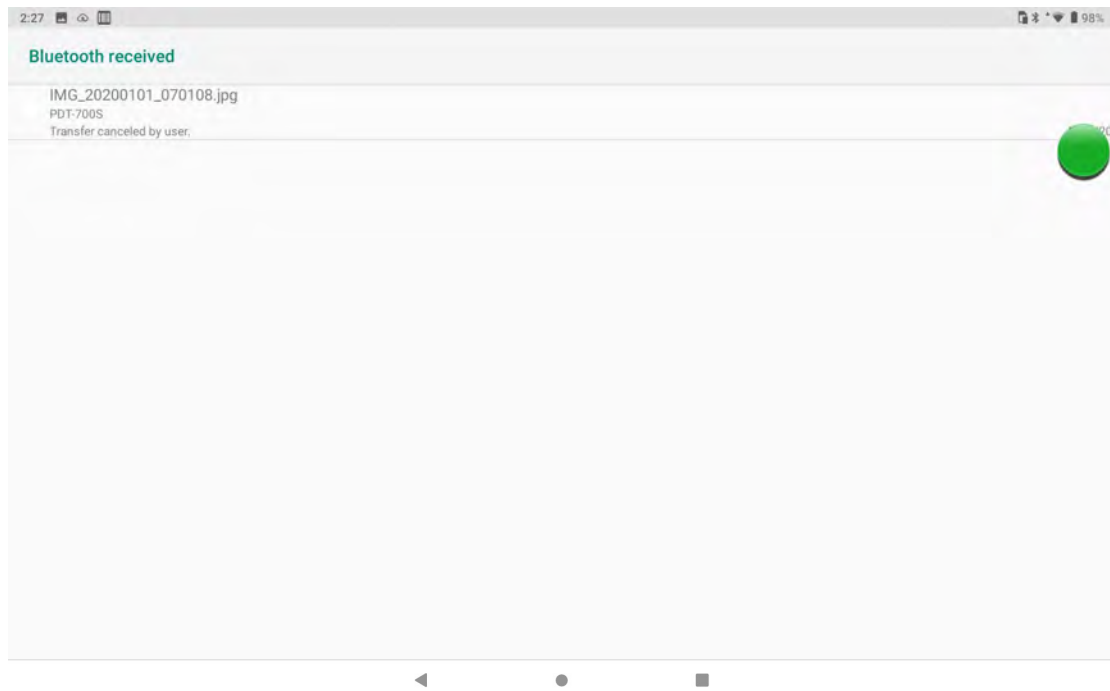 2:27 98%
Bluetooth received
IMG_20200101_070108.jpg
PDT-700S
Transfer canceled by user.